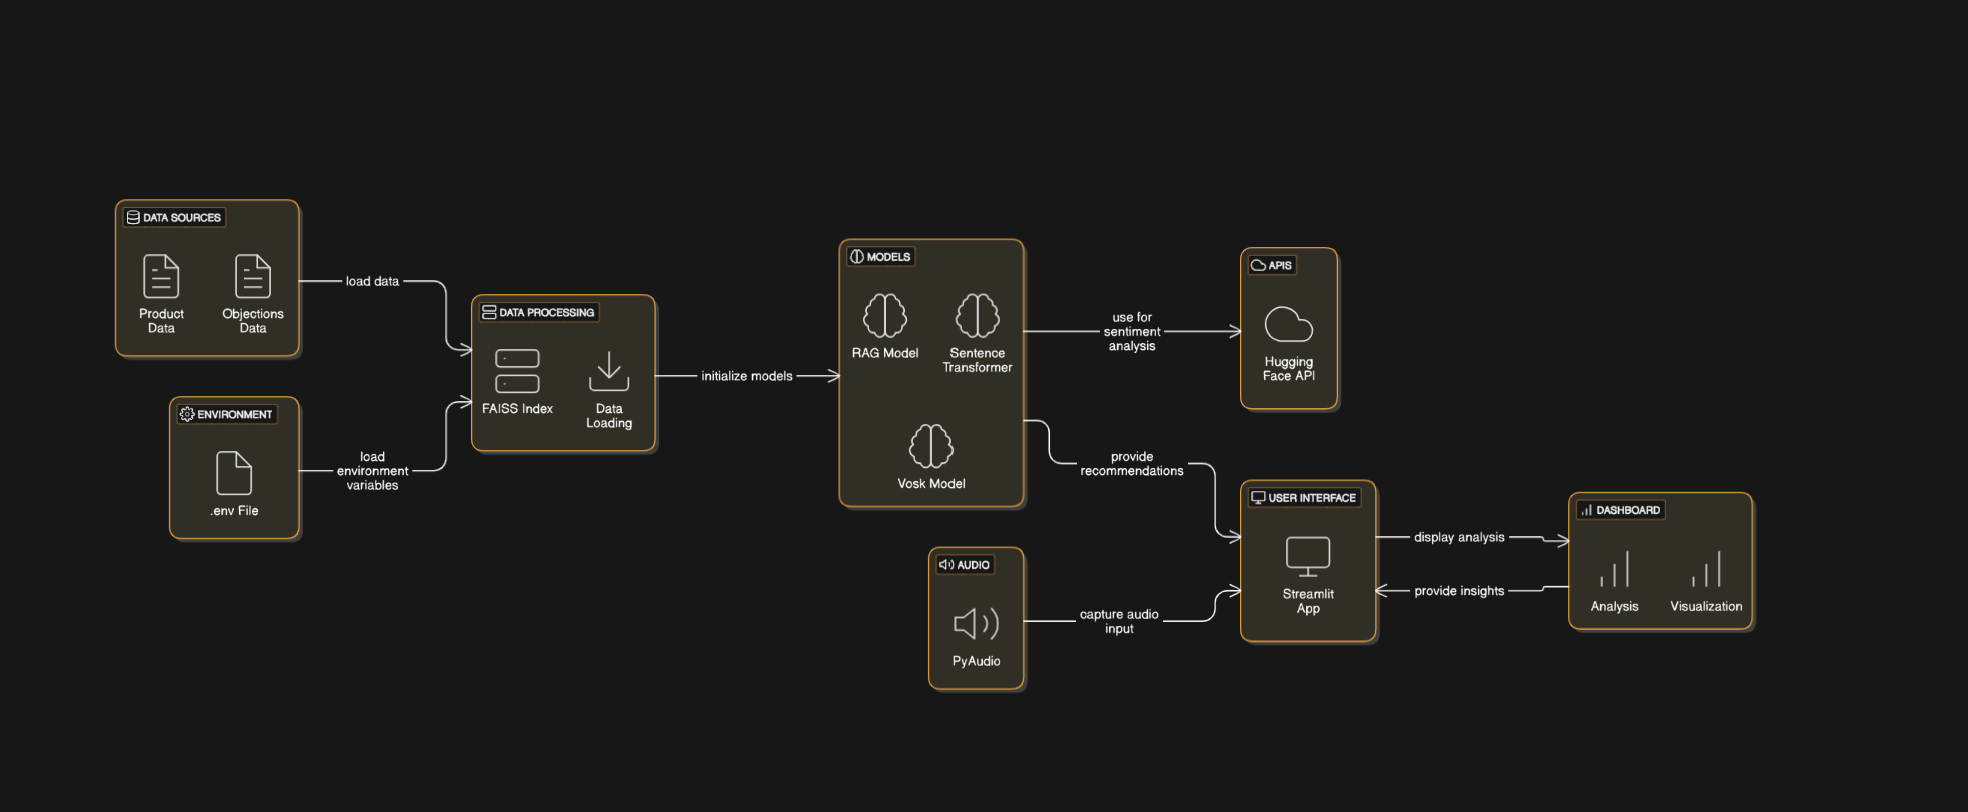 DATA SOURCES
Product
Data
Objections
Data
load data
ENVIRONMENT
.env File
load
environment
variables
DATA PROCESSING
FAISS Index
Data
Loading
initialize models
MODELS
RAG Model
Sentence
Transformer
Vosk Model
use for
sentiment
analysis
APIS
Hugging
Face API
provide
recommendations
AUDIO
PyAudio
capture audio
input
USER INTERFACE
Streamlit
App
display analysis
provide insights
DASHBOARD
Analysis
Visualization